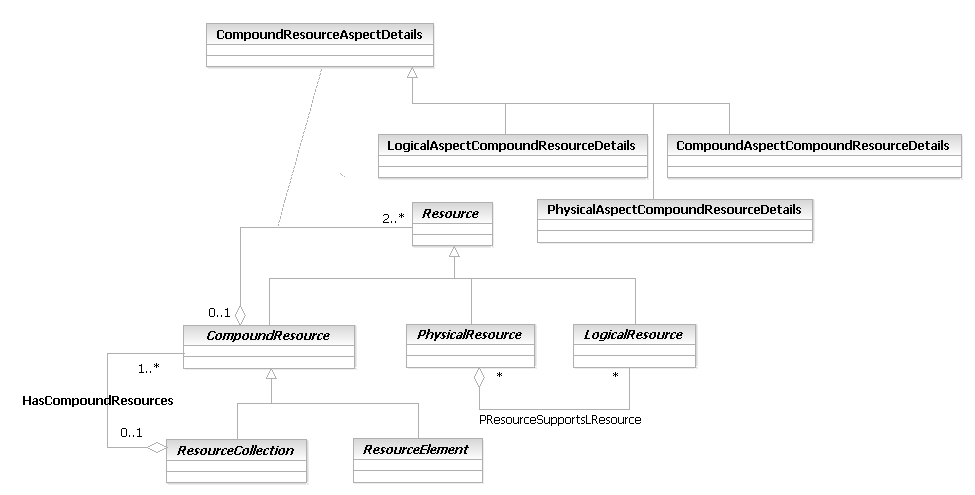 CompoundResourceAspectDetails
LogicalAspectCompoundResourceDetails
CompoundAspectCompoundResourceDetails
PhysicalAspectCompoundResourceDetails
2..*
Resource
0..1
CompoundResource
PhysicalResource
LogicalResource
1..*
*
*
HasCompoundResources
PResourceSupportsLResource
0..1
ResourceCollection
ResourceElement